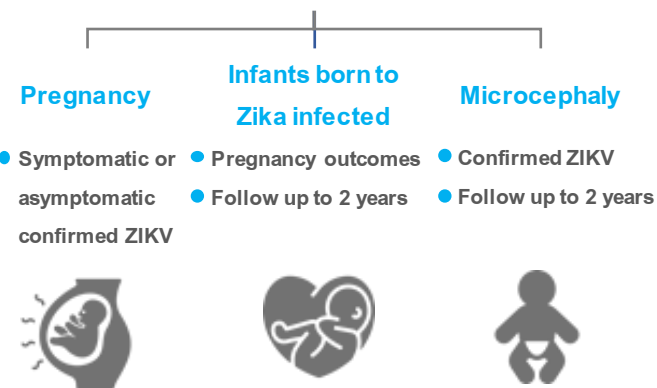 Pregnancy
Symptomatic or
asymptomatic
confirmed ZIKV
Infants born to
Zika infected
Pregnancy outcomes
Follow up to 2 years
Microcephaly
Confirmed ZIKV
Follow up to 2 years